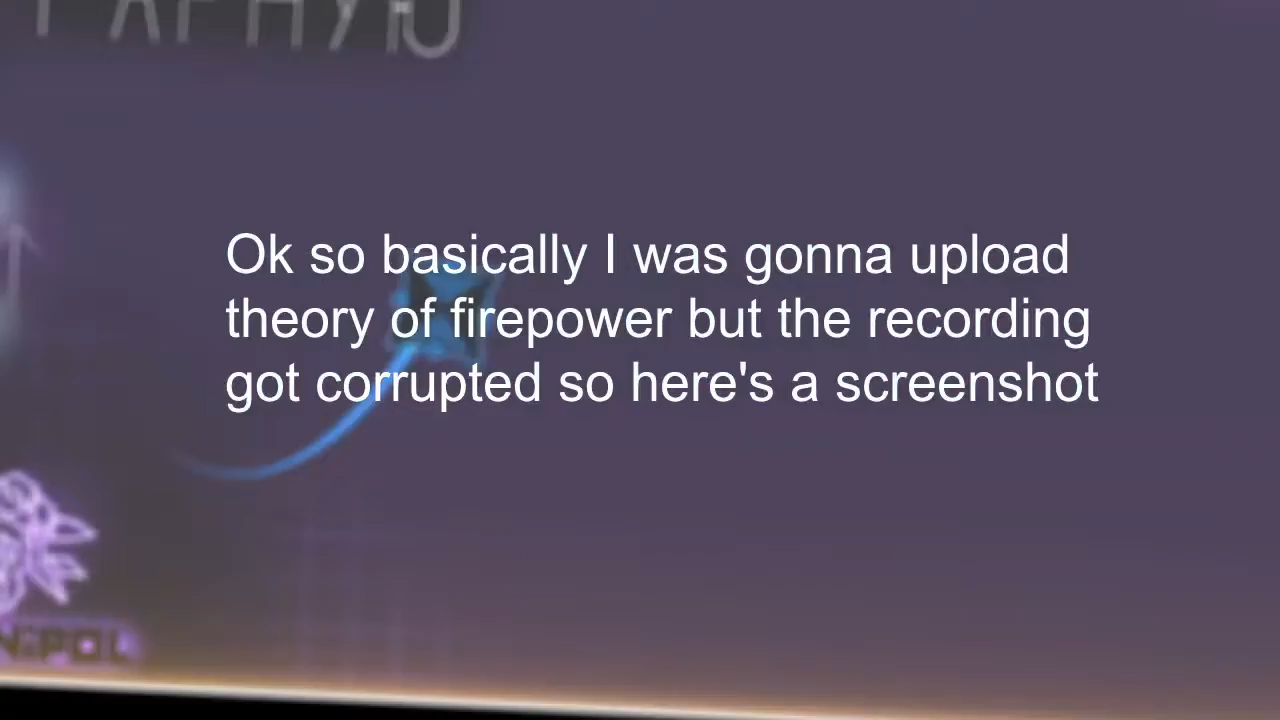 Ok so basically I was gonna upload
theory of firepower but the recording
got corrupted so here's a screenshot